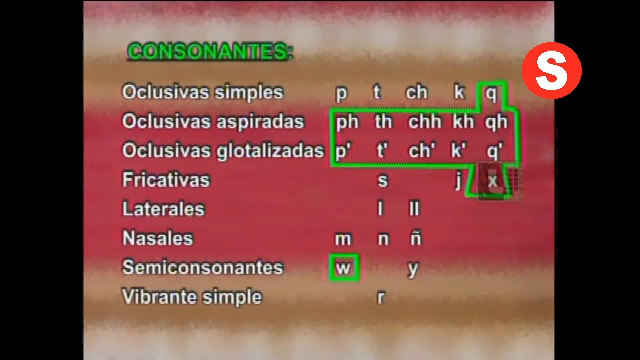 CONSONANTES:
S
Oclusivas simples p t ch k q
Oclusivas aspiradas ph th chh kh qh
Oclusivas glotalizadas p' t' ch' k' q'
Fricativas s j x
Laterales l ll
Nasales m n ñ
Semiconsonantes w y
Vibrante simple r